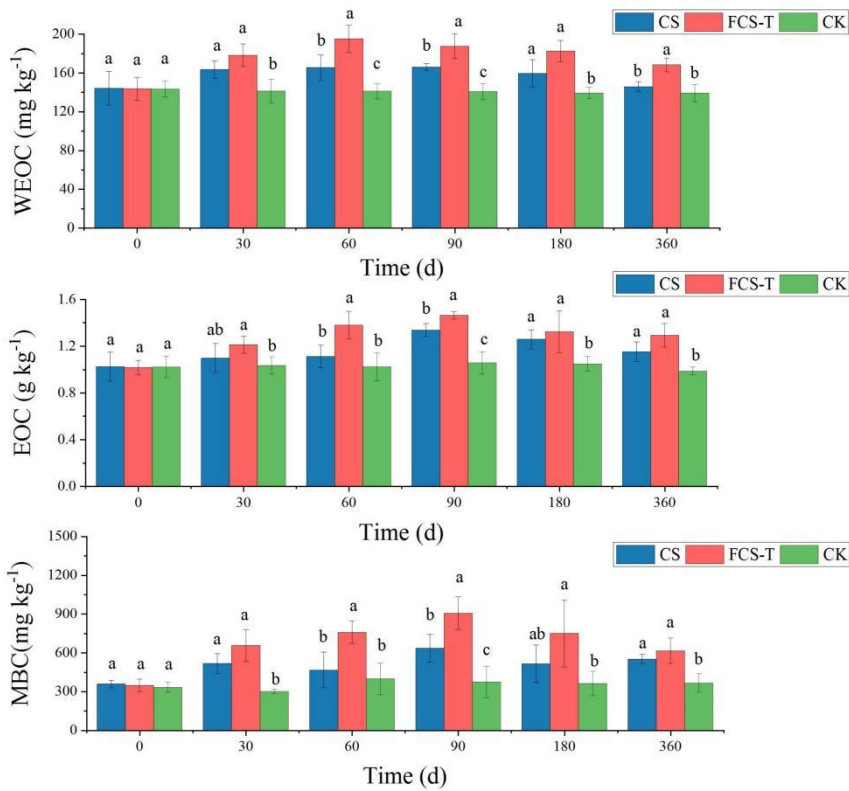 CS FCS-T CK
WEOC (mg kg-1)
200
160
120
80
40
0
a a a a a b b a c b a c a a b b a b
0 30 60 90 180 360
Time (d)
CS FCS-T CK
EOC (g kg-1)
1.6
1.2
0.8
0.4
0.0
a a a ab a b b a b b a c a a b a a b
0 30 60 90 180 360
Time (d)
CS FCS-T CK
MBC(mg kg-1)
1500
1200
900
600
300
0
a a a a a b b a b b a c ab a b a a b
0 30 60 90 180 360
Time (d)